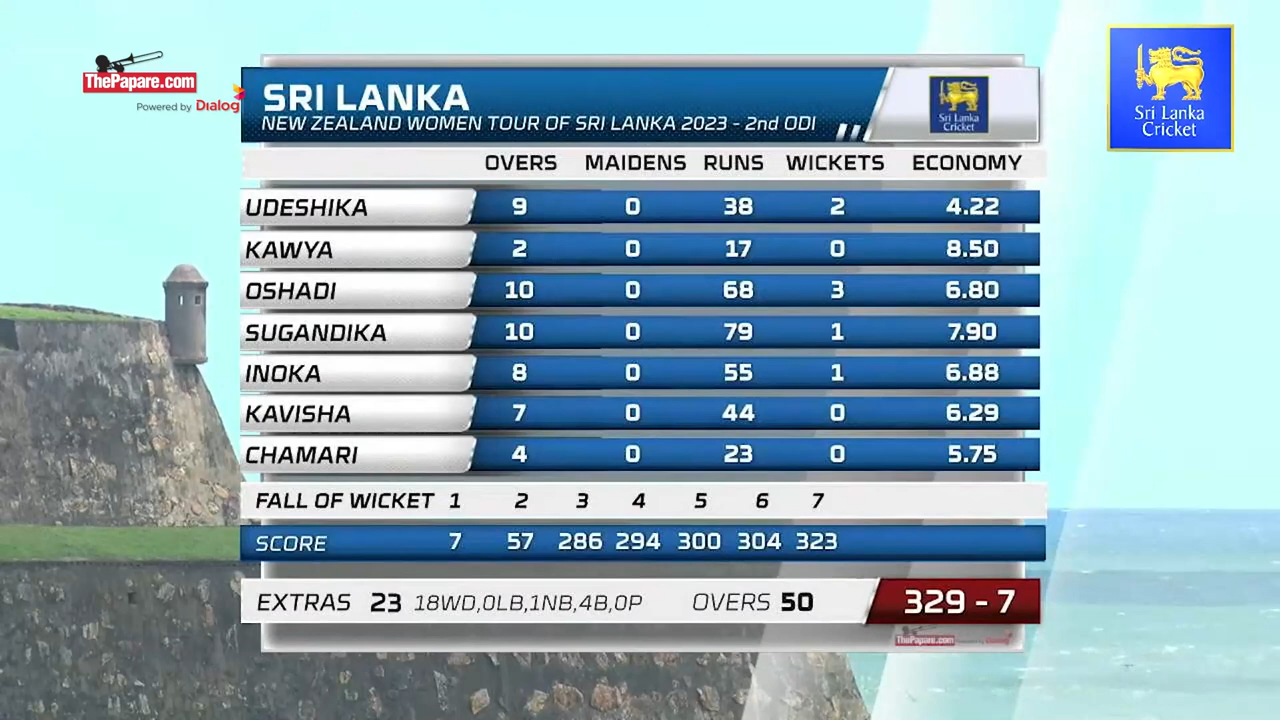 ThePapare.com
Powered by Dialog
Sri Lanka
Cricket
SRI LANKA
NEW ZEALAND WOMEN TOUR OF SRI LANKA 2023 - 2nd ODI
Sri Lanka
Cricket
OVERS MAIDENS RUNS WICKETS ECONOMY
UDESHIKA 9 0 38 2 4.22
KAWYA 2 0 17 0 8.50
OSHADI 10 0 68 3 6.80
SUGANDIKA 10 0 79 1 7.90
INOKA 8 0 55 1 6.88
KAVISHA 7 0 44 0 6.29
CHAMARI 4 0 23 0 5.75
FALL OF WICKET 1 2 3 4 5 6 7
SCORE 7 57 286 294 300 304 323
EXTRAS 23 18WD,0LB,1NB,4B,0P OVERS 50 329 - 7
ThePapare.com Powered by Dialog